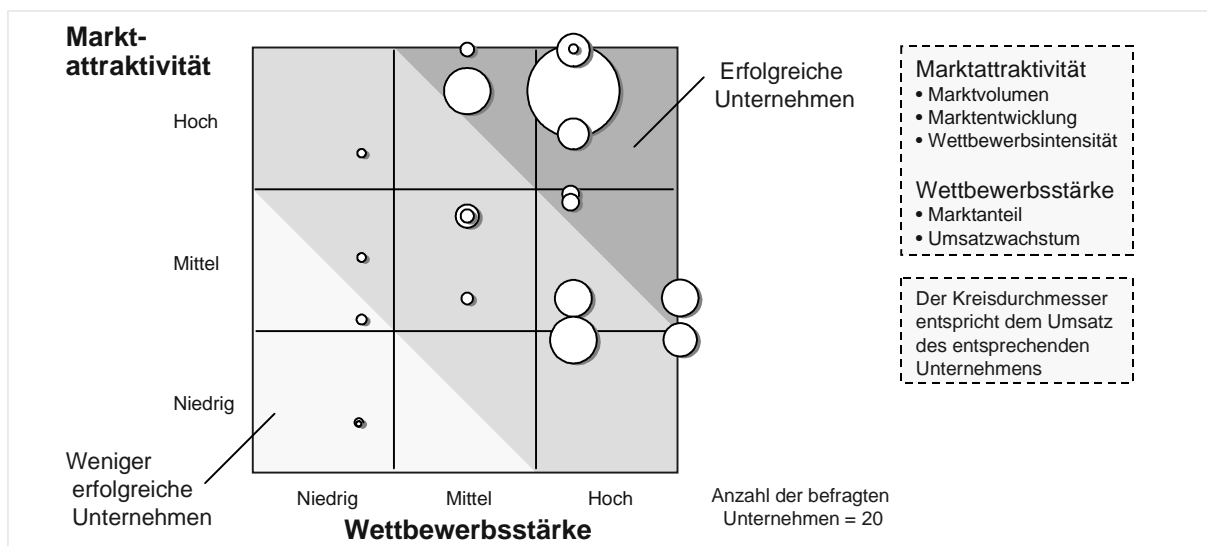 Markt-
attraktivität
Hoch
Mittel
Niedrig
Erfolgreiche
Unternehmen
Weniger
erfolgreiche
Unternehmen
Niedrig
Mittel
Hoch
Wettbewerbsstärke
Anzahl der befragten
Unternehmen = 20
Marktattraktivität
• Marktvolumen
• Marktentwicklung
• Wettbewerbsintensität
Wettbewerbsstärke
• Marktanteil
• Umsatzwachstum
Der Kreisdurchmesser
entspricht dem Umsatz
des entsprechenden
Unternehmens